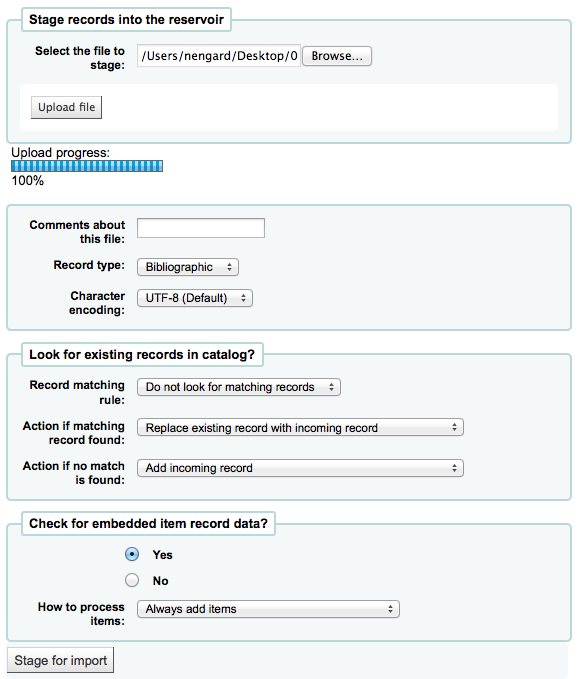 Stage records into the reservoir
Select the file to stage:
/Users/nengard/Desktop/0
Browse...
Upload file
Upload progress:
100%
Comments about this file:
Record type:
Bibliographic
Character encoding:
UTF-8 (Default)
Look for existing records in catalog?
Record matching rule:
Do not look for matching records
Action if matching record found:
Replace existing record with incoming record
Action if no match is found:
Add incoming record
Check for embedded item record data?
Yes
No
How to process items:
Always add items
Stage for import